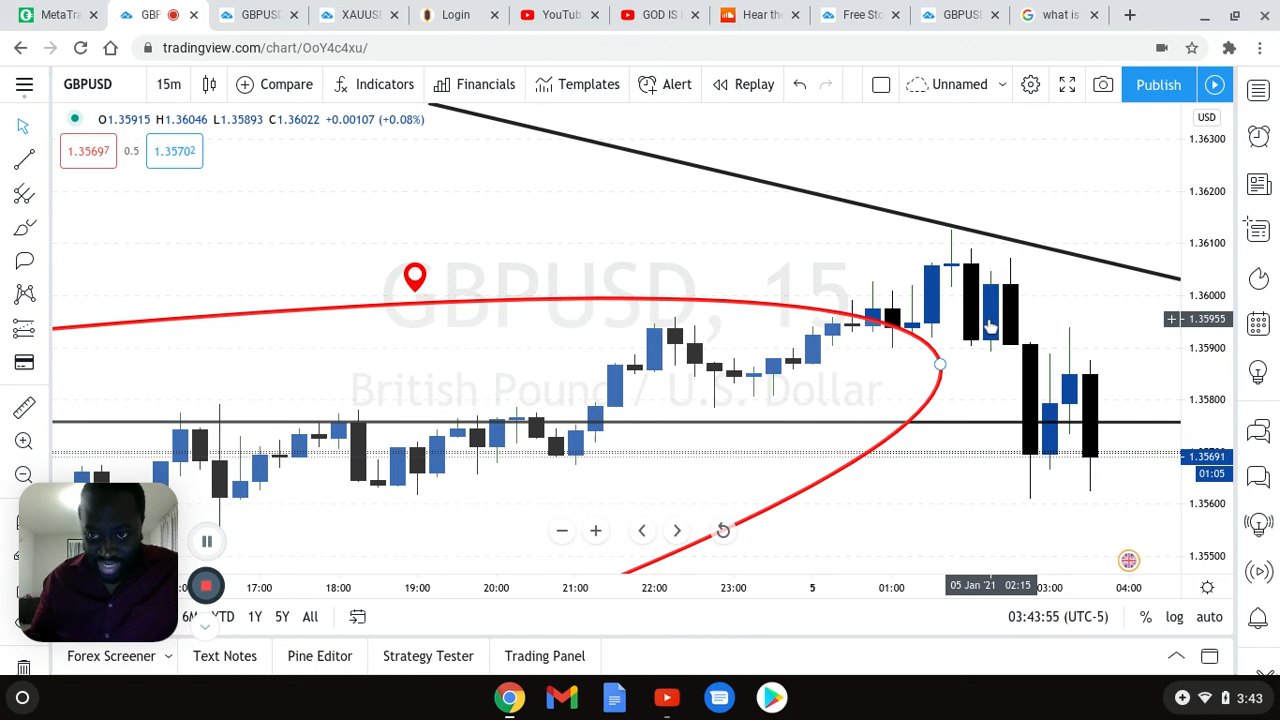 MetaTra
GBF
GBPUSD
XAUUSD
Login
YouTube
GOD IS
Hear the
Free Sto
GBPUSD
what is
tradingview.com/chart/OoY4c4xu/
GBPUSD
15m
Compare
Indicators
Financials
Templates
Alert
Replay
Unnamed
Publish
O1.35915 H1.36046 L1.35893 C1.36022 +0.00107 (+0.08%)
1.35697
0.5
1.35702
USD
GBPUSD, 15
British Pound / U.S. Dollar
1.36300
1.36200
1.36100
1.36000
1.35955
1.35900
1.35800
1.35691
01:05
1.35600
1.35500
17:00
18:00
19:00
20:00
21:00
22:00
23:00
5
01:00
05 Jan '21 02:15
03:00
04:00
6M
YTD
1Y
5Y
All
03:43:55 (UTC-5)
%
log
auto
Forex Screener
Text Notes
Pine Editor
Strategy Tester
Trading Panel
3:43